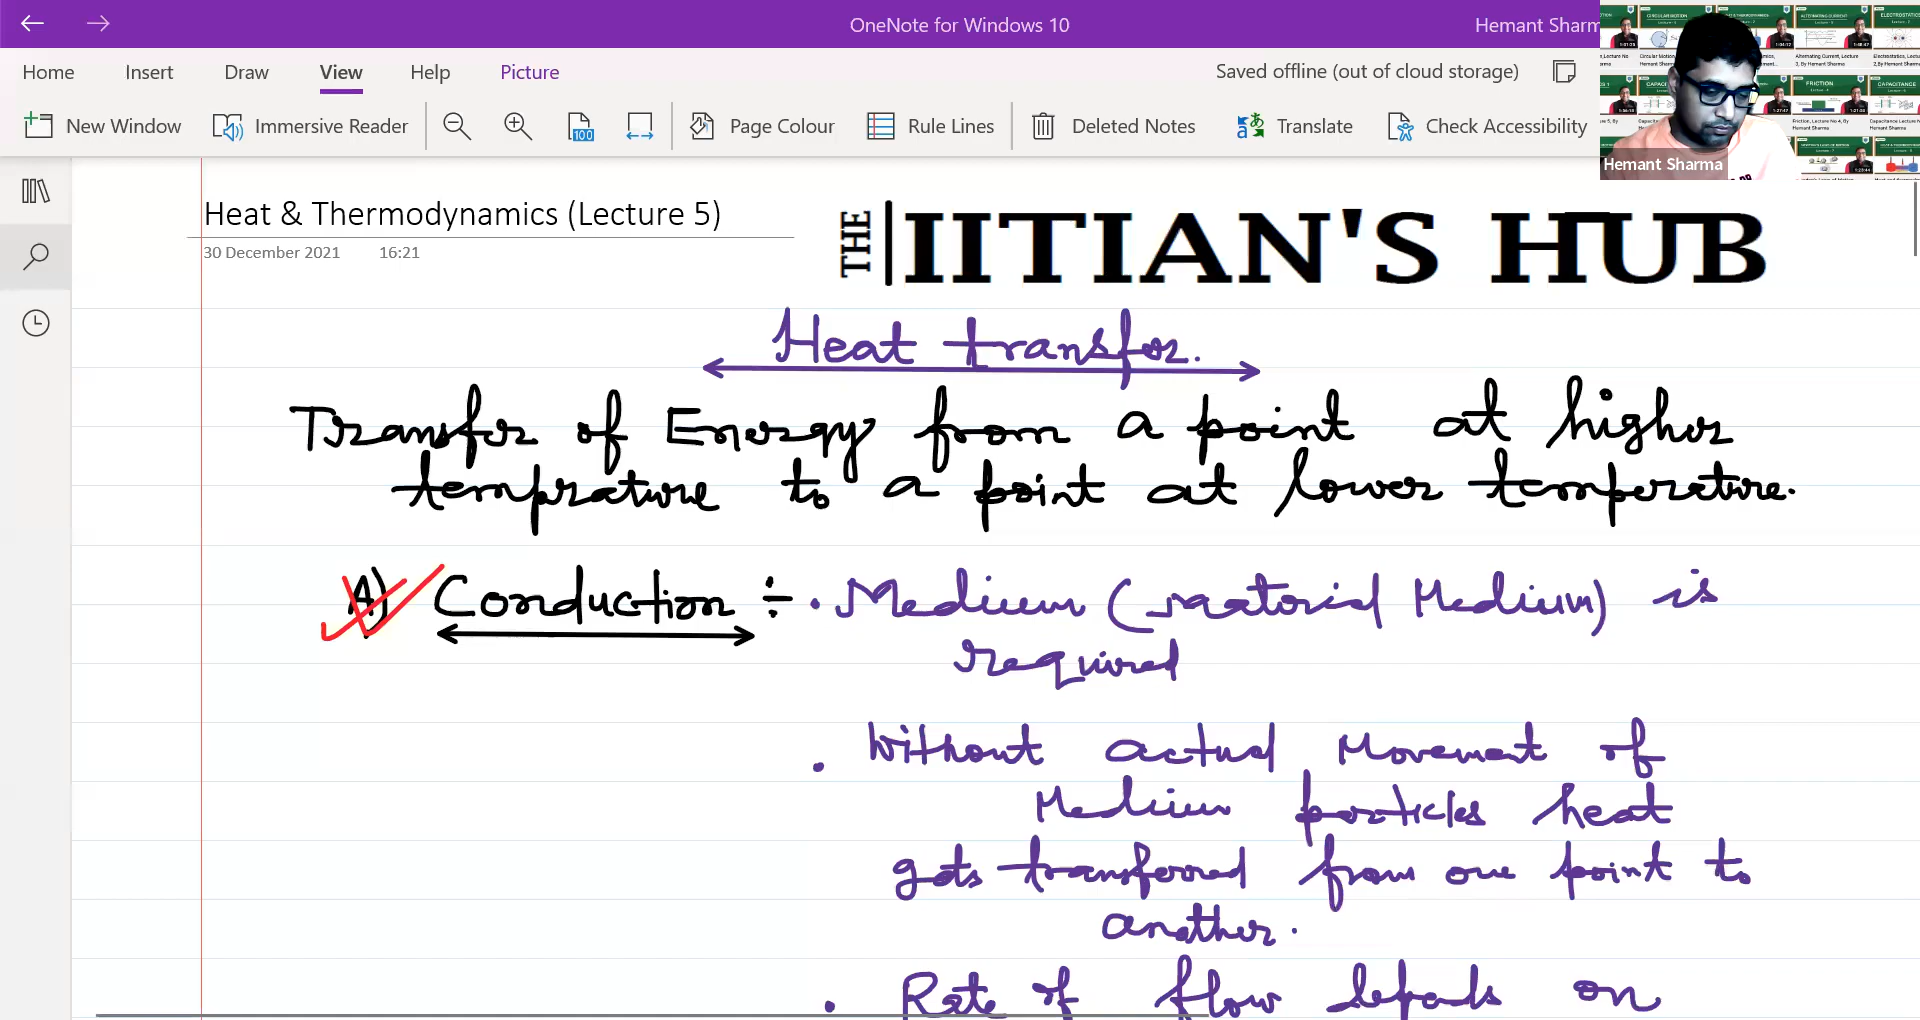 OneNote for Windows 10
Hemant Sharm
Home Insert Draw View Help Picture
Saved offline (out of cloud storage)
New Window Immersive Reader 100 Page Colour Rule Lines Deleted Notes Translate Check Accessibility
Hemant Sharma
Heat & Thermodynamics (Lecture 5)
30 December 2021 16:21
THE IITIAN'S HUB
Heat transfer.
Transfer of Energy from a point at higher
temprature to a point at lower temperature.
A) Conduction ÷ • Medium (material Medium) is
required
• Without actual Movement of
Medium particles heat
gets transferred from one point to
another.
• Rate of flow depends on